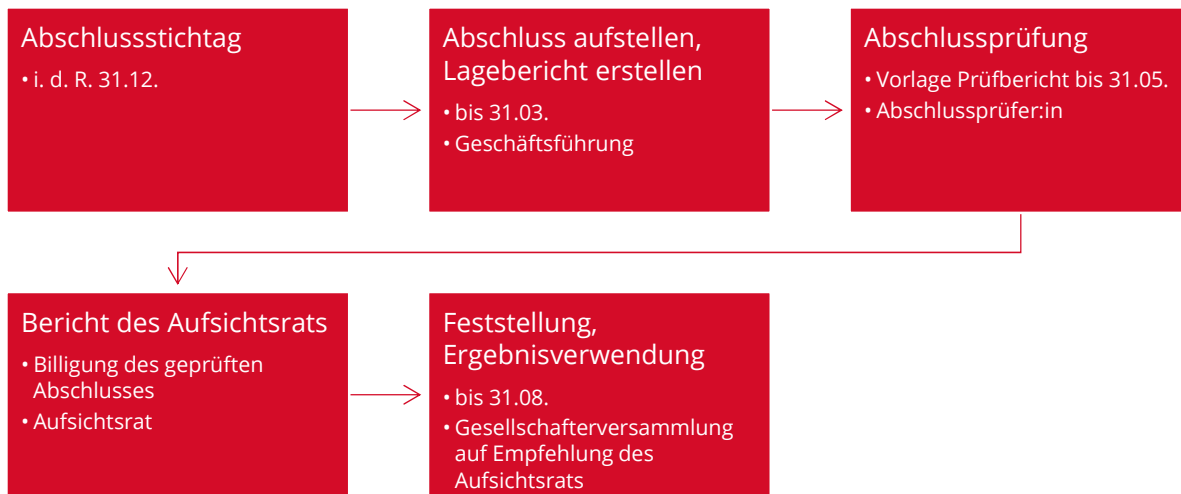 Abschlussstichtag
• i. d. R. 31.12.
Abschluss aufstellen,
Lagebericht erstellen
• bis 31.03.
• Geschäftsführung
Abschlussprüfung
• Vorlage Prüfbericht bis 31.05.
• Abschlussprüfer:in
Bericht des Aufsichtsrats
• Billigung des geprüften
Abschlusses
• Aufsichtsrat
Feststellung,
Ergebnisverwendung
• bis 31.08.
• Gesellschafterversammlung
auf Empfehlung des
Aufsichtsrats